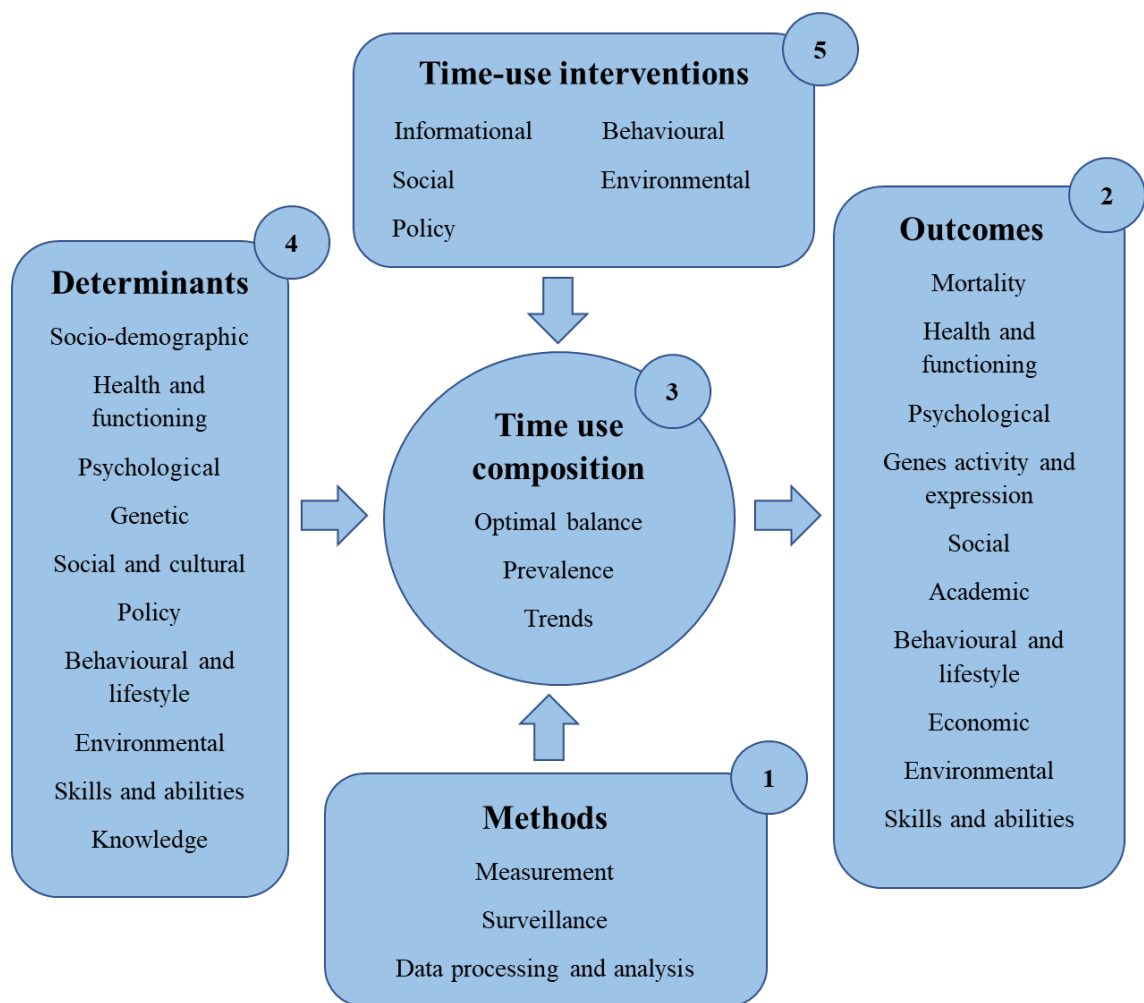 5
Time-use interventions
Informational Behavioural
Social Environmental
Policy
4
Determinants
Socio-demographic
Health and
functioning
Psychological
Genetic
Social and cultural
Policy
Behavioural and
lifestyle
Environmental
Skills and abilities
Knowledge
3
Time use
composition
Optimal balance
Prevalence
Trends
2
Outcomes
Mortality
Health and
functioning
Psychological
Genes activity and
expression
Social
Academic
Behavioural and
lifestyle
Economic
Environmental
Skills and abilities
1
Methods
Measurement
Surveillance
Data processing and analysis